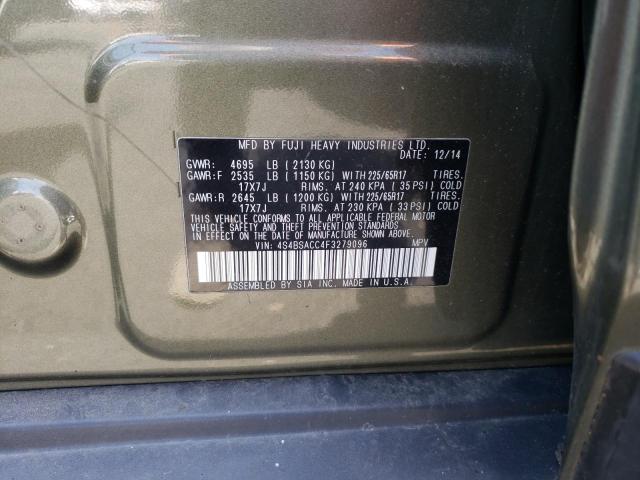 MFD BY FUJI HEAVY INDUSTRIES LTD.
DATE: 12/14
GVWR: 4695 LB ( 2130 KG)
GAWR:F 2535 LB ( 1150 KG) WITH 225/65R17 TIRES.
17X7J RIMS. AT 240 KPA ( 35 PSI) COLD
GAWR:R 2645 LB ( 1200 KG) WITH 225/65R17 TIRES.
17X7J RIMS. AT 230 KPA ( 33 PSI) COLD
THIS VEHICLE CONFORMS TO ALL APPLICABLE FEDERAL MOTOR
VEHICLE SAFETY AND THEFT PREVENTION STANDARDS IN EFFECT
ON THE DATE OF MANUFACTURE SHOWN ABOVE.
VIN: 4S4BSACC4F3279096 MPV
ASSEMBLED BY SIA INC. MADE IN U.S.A.